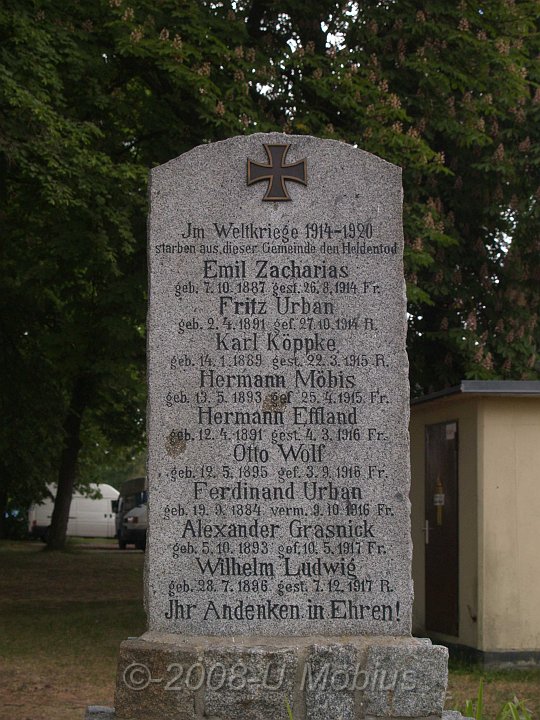 Jm Weltkriege 1914-1920
starben aus dieser Gemeinde den Heldentod
Emil Zacharias
geb. 7.10.1887 gest. 26.8.1914 Fr.
Fritz Urban
geb. 2.4.1891 gef. 27.10.1914 R.
Karl Köppke
geb. 14.1.1889 gest. 22.3.1915 R.
Hermann Möbis
geb. 13.5.1893 gef. 25.4.1915 Fr.
Hermann Effland
geb. 12.4.1891 gest. 4.3.1916 Fr.
Otto Wolf
geb. 12.5.1895 gef. 3.9.1916 Fr.
Ferdinand Urban
geb. 19.9.1884 verm. 9.10.1916 Fr.
Alexander Grasnick
geb. 5.10.1893 gef. 10.5.1917 Fr.
Wilhelm Ludwig
geb. 23.7.1896 gest. 7.12.1917 R.
Jhr Andenken in Ehren!
©-2008-U Möbius